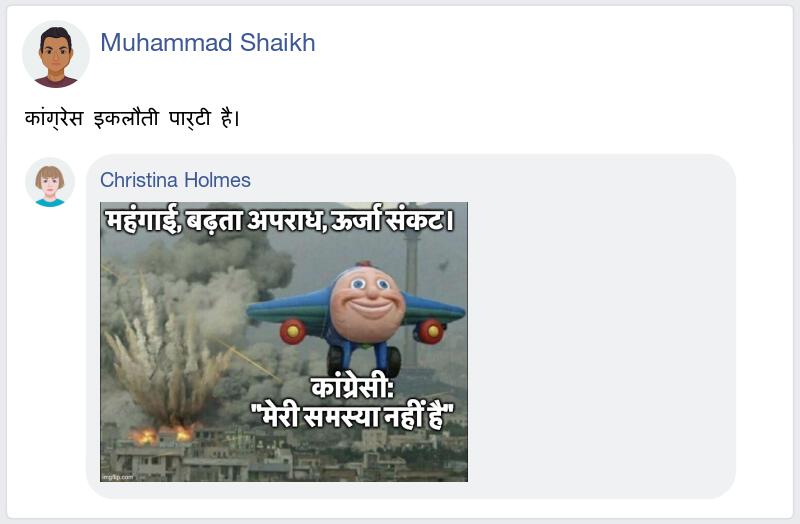 Muhammad Shaikh
कांग्रेस इकलौती पार्टी है।
Christina Holmes
महंगाई, बढ़ता अपराध, ऊर्जा संकट।
कांग्रेसी:
"मेरी समस्या नहीं है"
imgflip.com